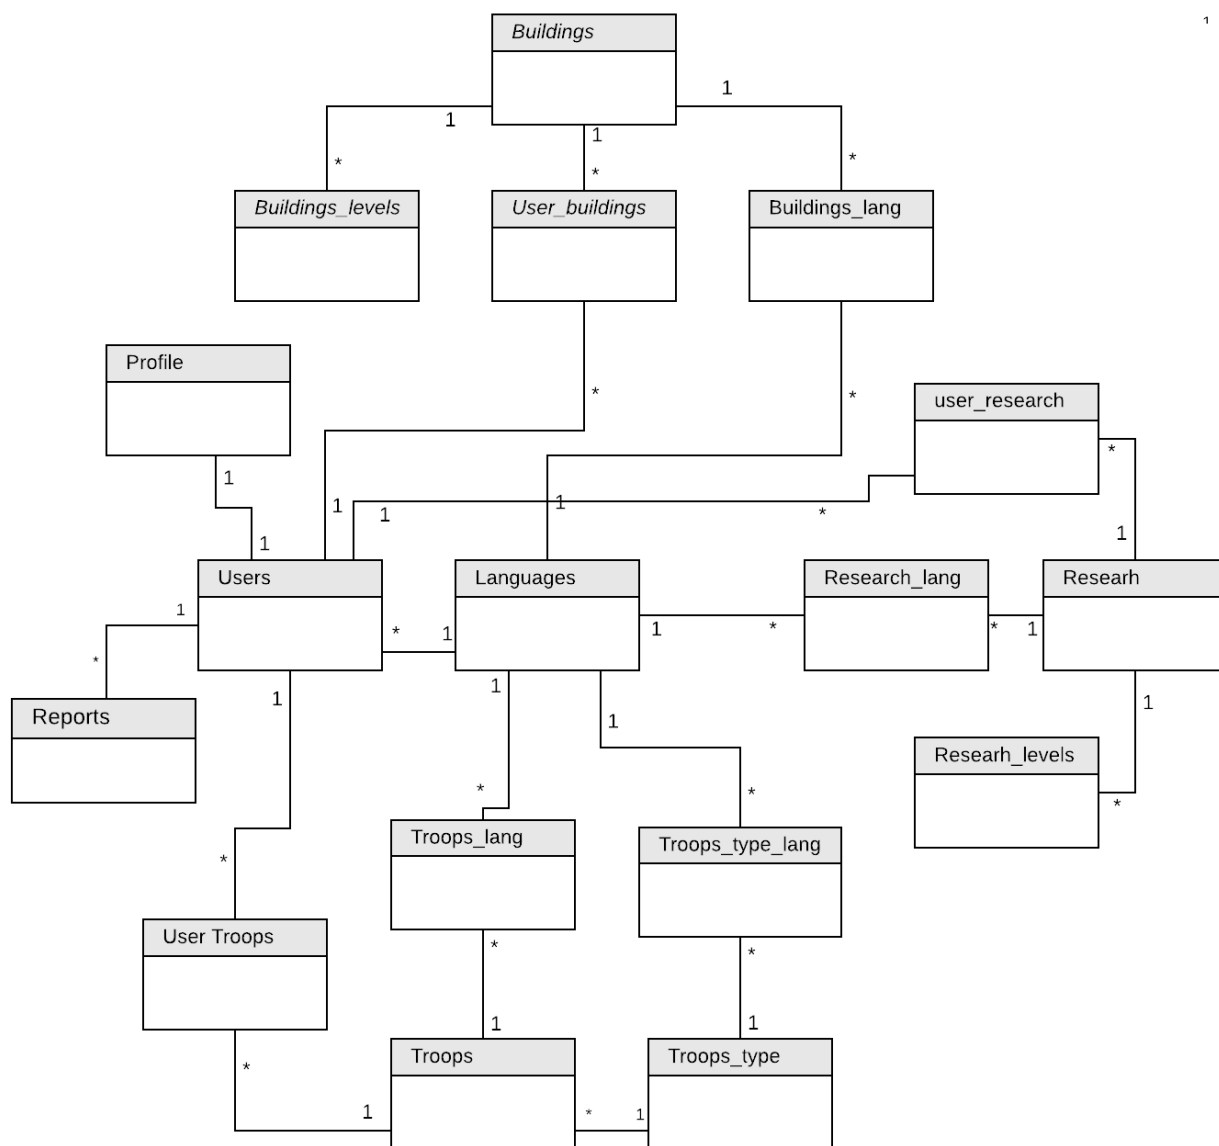 Buildings
1
1
1
1
*
*
*
Buildings_levels
User_buildings
Buildings_lang
Profile
*
*
user_research
*
1
1
1
1
*
1
1
Users
Languages
Research_lang
Researh
1
*
1
1
*
*
1
*
Reports
1
1
1
1
Researh_levels
*
*
*
Troops_lang
Troops_type_lang
*
User Troops
*
*
1
1
Troops
Troops_type
*
1
*
1